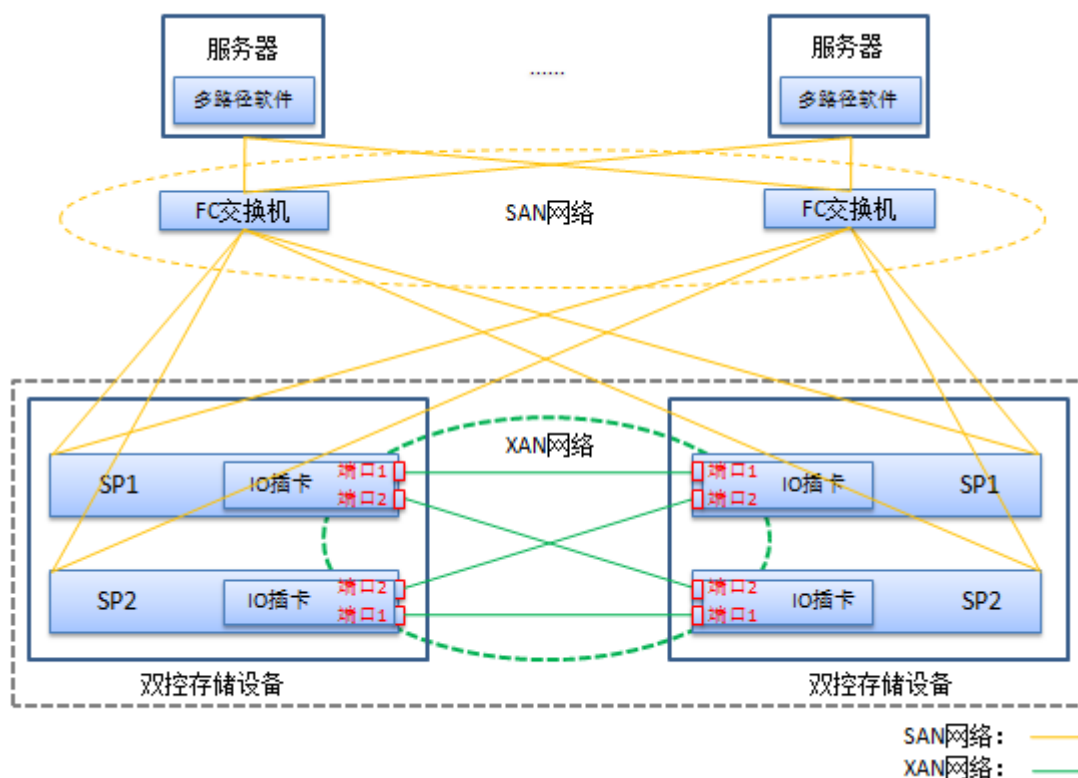 服务器
服务器
多路径软件
......
多路径软件
FC交换机
SAN网络
FC交换机
XAN网络
SP1
IO插卡
端口1
端口2
端口1
端口2
IO插卡
SP1
SP2
IO插卡
端口2
端口1
端口2
端口1
IO插卡
SP2
双控存储设备
双控存储设备
SAN网络：
XAN网络：